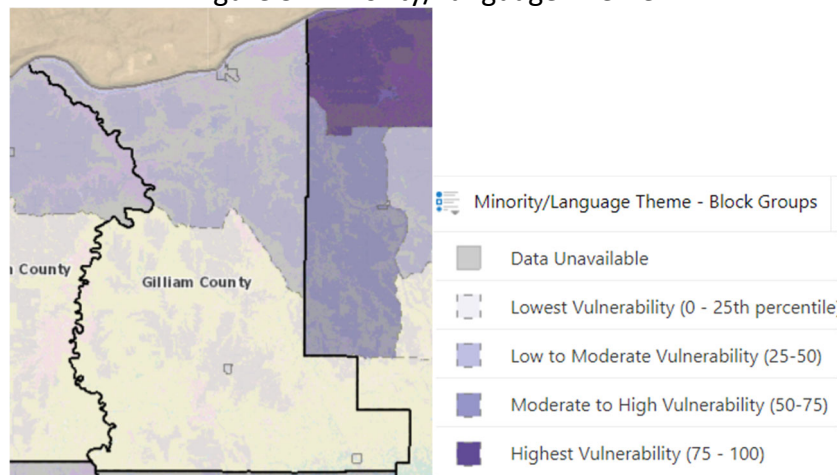 n County
Gilliam County
Minority/Language Theme - Block Groups
Data Unavailable
Lowest Vulnerability (0 - 25th percentile)
Low to Moderate Vulnerability (25-50)
Moderate to High Vulnerability (50-75)
Highest Vulnerability (75 - 100)